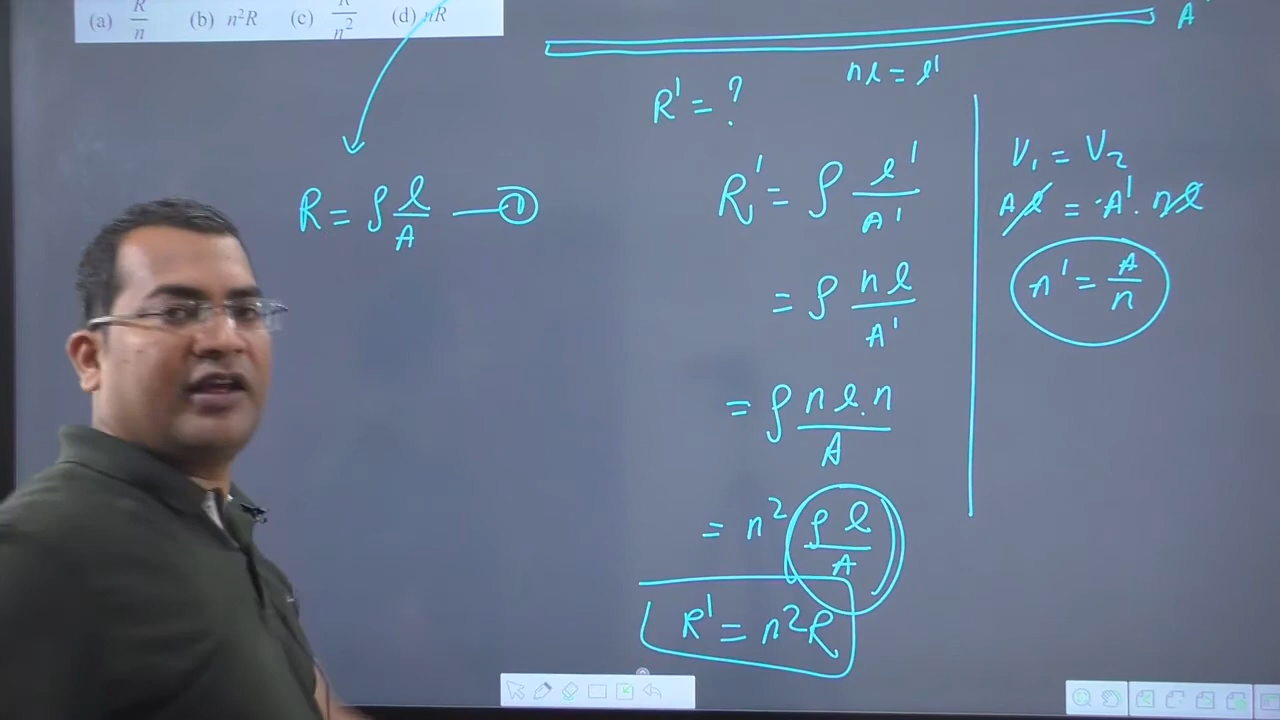 (a) R/n (b) n²R (c) R/n² (d) nR
A'
nl = l'
R' = ?
R = ρ l/A — ①
R' = ρ l'/A'
= ρ nl/A'
= ρ nl.n/A
= n² ρl/A
R' = n²R
V₁ = V₂
Al = A'. nl
n' = A/n